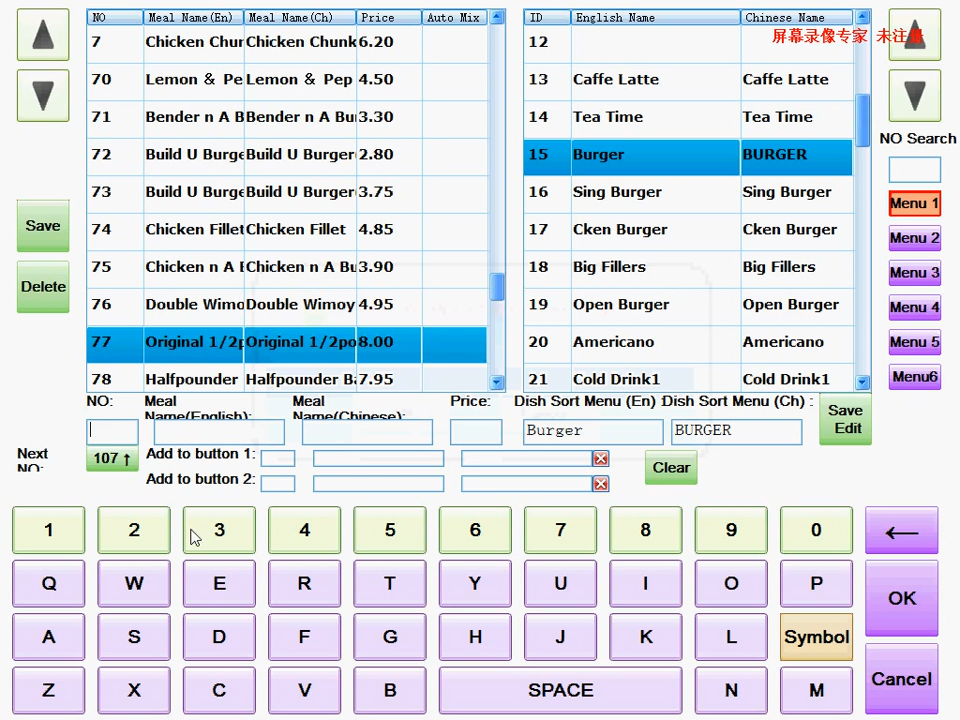 NO Meal Name(En) Meal Name(Ch) Price Auto Mix
7 Chicken Chur Chicken Chunk 6.20
70 Lemon & Pe Lemon & Pep 4.50
71 Bender n A B Bender n A Bu 3.30
72 Build U Burge Build U Burger 2.80
73 Build U Burge Build U Burger 3.75
74 Chicken Fillet Chicken Fillet 4.85
75 Chicken n A I Chicken n A Bu 3.90
76 Double Wimo Double Wimoy 4.95
77 Original 1/2p Original 1/2po 8.00
78 Halfpounder Halfpounder Ba 7.95
ID English Name Chinese Name
12
13 Caffe Latte Caffe Latte
14 Tea Time Tea Time
15 Burger BURGER
16 Sing Burger Sing Burger
17 Cken Burger Cken Burger
18 Big Fillers Big Fillers
19 Open Burger Open Burger
20 Americano Americano
21 Cold Drink1 Cold Drink1
屏幕录像专家 未注册
NO Search
Menu 1
Menu 2
Menu 3
Menu 4
Menu 5
Menu6
Save
Delete
NO: Meal Name(English): Meal Name(Chinese): Price: Dish Sort Menu (En) : Dish Sort Menu (Ch) :
Burger BURGER
Save Edit
Next NO: 107 ↑
Add to button 1:
Add to button 2:
Clear
1 2 3 4 5 6 7 8 9 0 ←
Q W E R T Y U I O P OK
A S D F G H J K L Symbol
Z X C V B SPACE N M Cancel